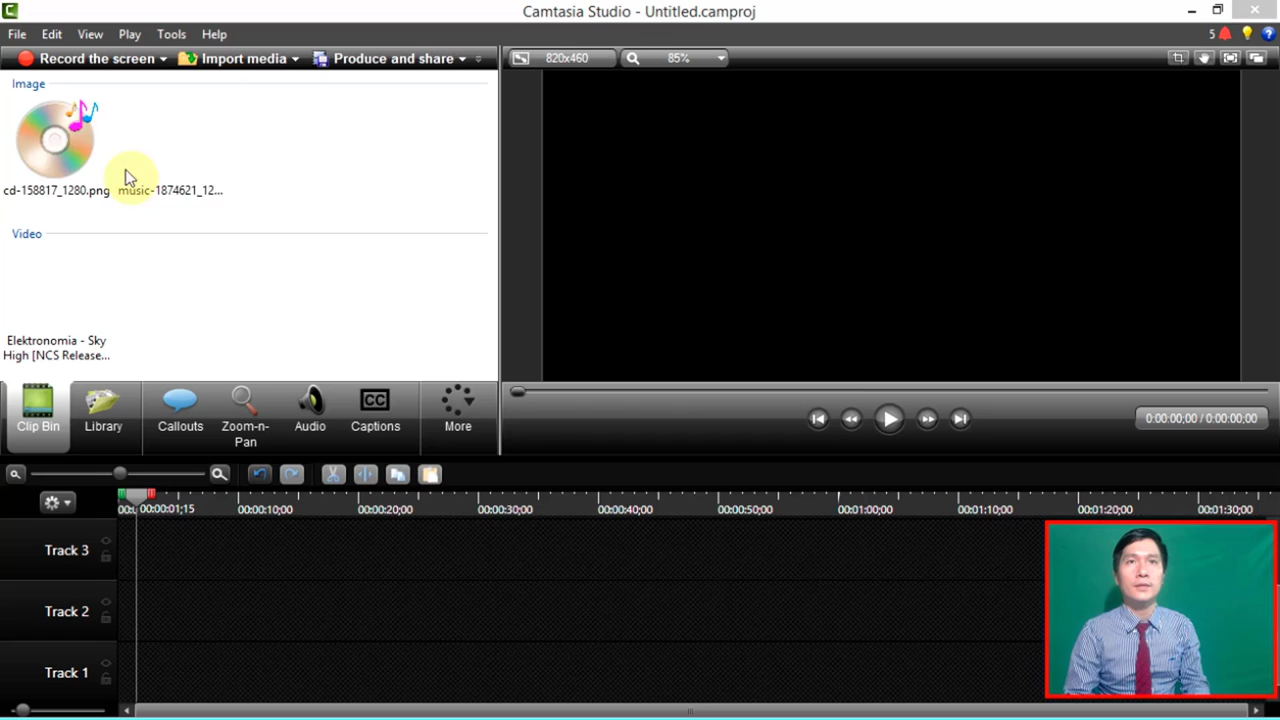 Camtasia Studio - Untitled.camproj
File Edit View Play Tools Help 5
Record the screen Import media Produce and share 820x460 85%
Image
cd-158817_1280.png music-1874621_12...
Video
Elektronomia - Sky
High [NCS Release...
Clip Bin Library Callouts Zoom-n-
Pan Audio CC
Captions More
0:00:00;00 / 0:00:00;00
00:00:01;15 00:00:10;00 00:00:20;00 00:00:30;00 00:00:40;00 00:00:50;00 00:01:00;00 00:01:10;00 00:01:20;00 00:01:30;00
Track 3
Track 2
Track 1